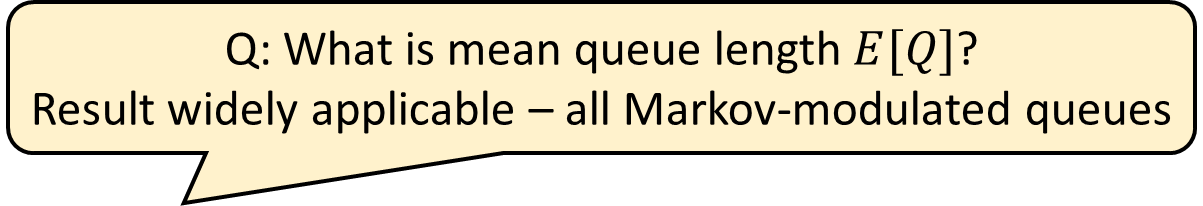 Q: What is mean queue length E[Q]?
Result widely applicable – all Markov-modulated queues